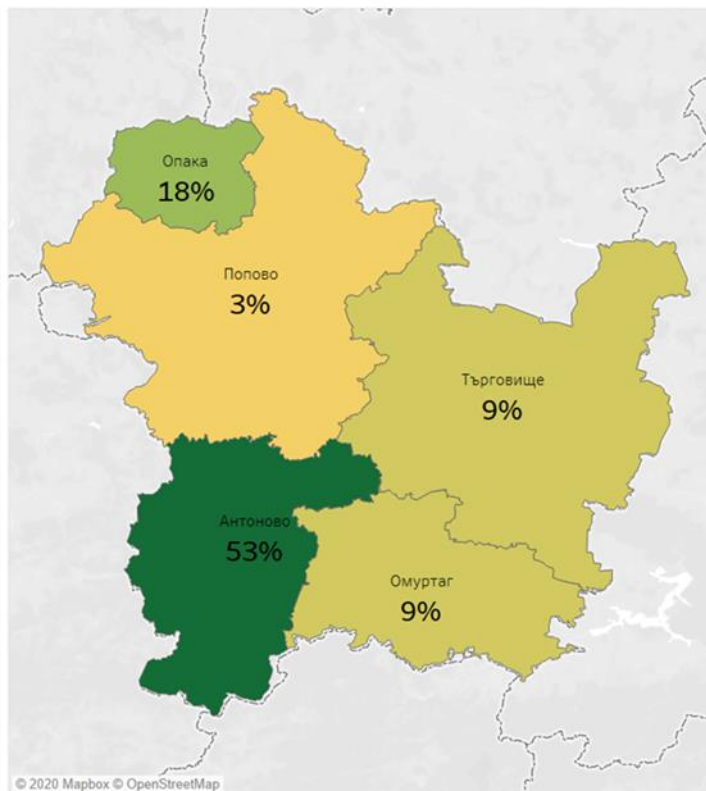 Опака
18%
Попово
3%
Търговище
9%
Антоново
53%
Омуртаг
9%
© 2020 Mapbox © OpenStreetMap